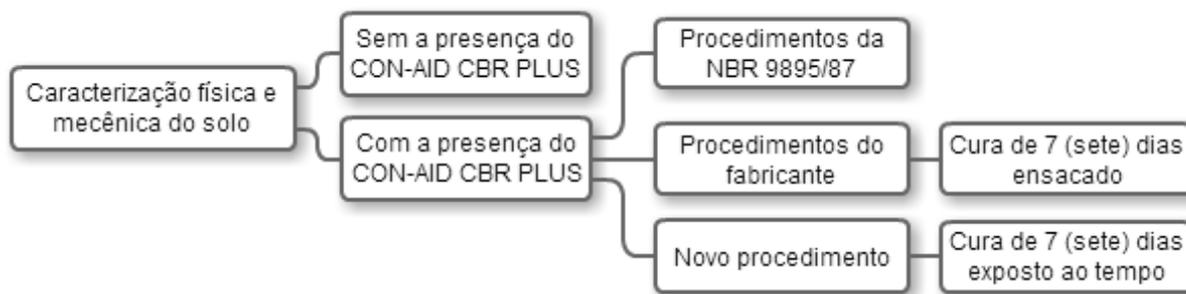 Caracterização física e
mecênica do solo
Sem a presença do
CON-AID CBR PLUS
Com a presença do
CON-AID CBR PLUS
Procedimentos da
NBR 9895/87
Procedimentos do
fabricante
Cura de 7 (sete) dias
ensacado
Novo procedimento
Cura de 7 (sete) dias
exposto ao tempo